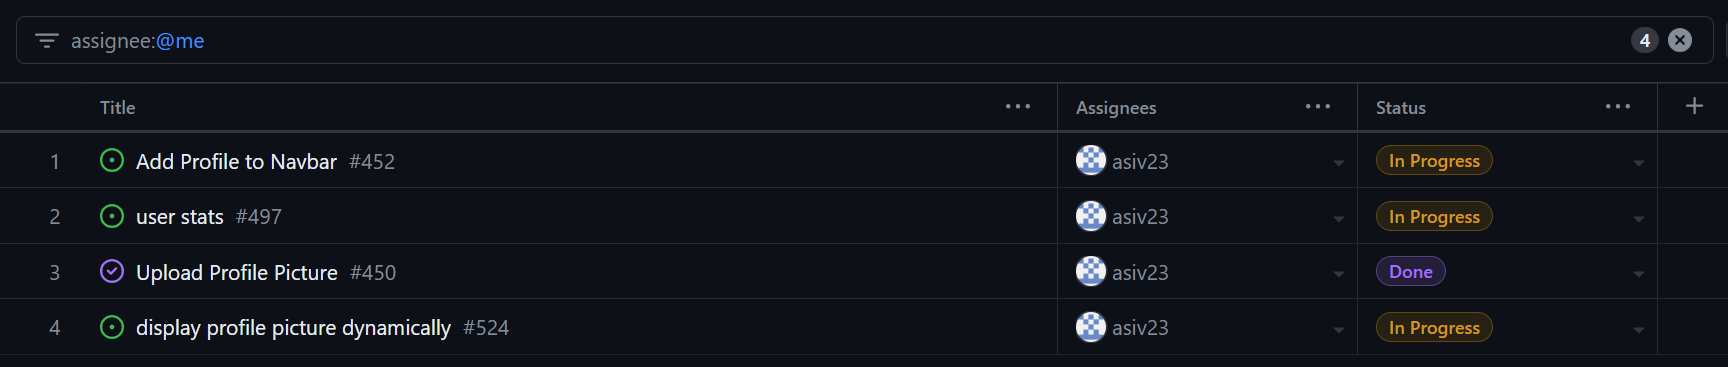 assignee:@me 4
Title Assignees Status
1 Add Profile to Navbar #452 asiv23 In Progress
2 user stats #497 asiv23 In Progress
3 Upload Profile Picture #450 asiv23 Done
4 display profile picture dynamically #524 asiv23 In Progress